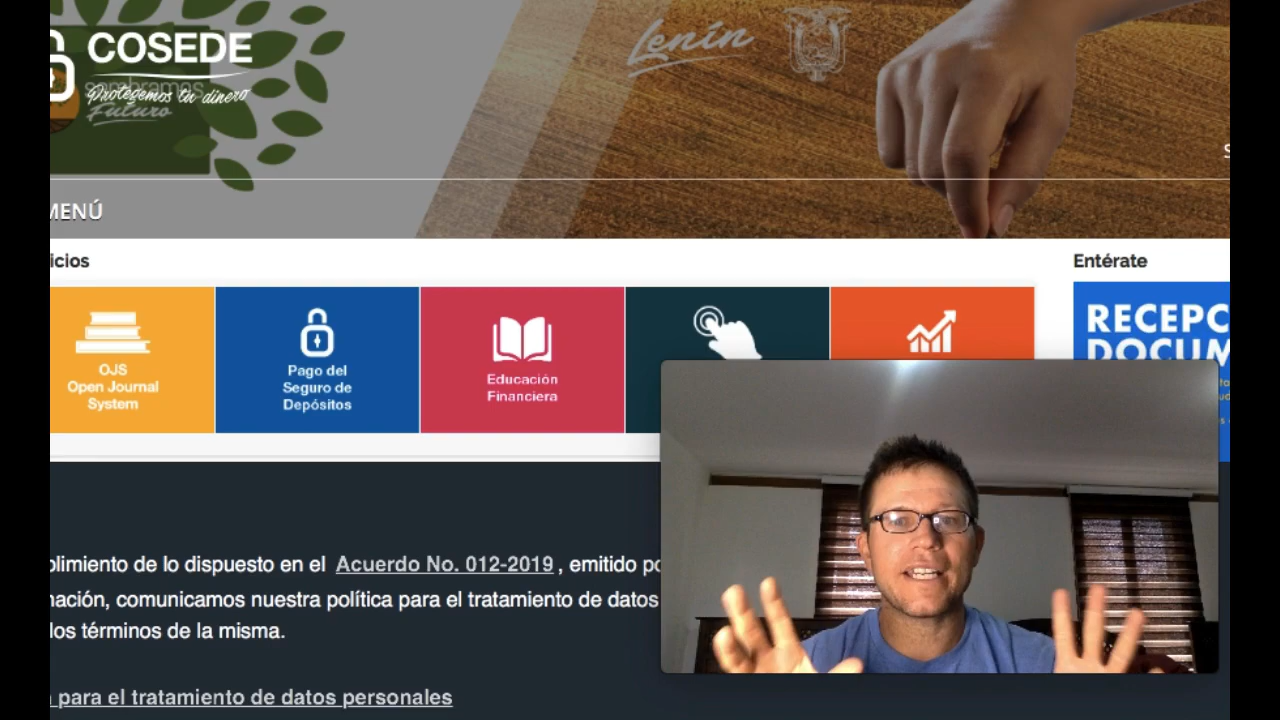 COSEDE
Lenín
Protegemos tu dinero
sembramos
Futuro
MENÚ
icios
Entérate
OJS
Open Journal
System
Pago del
Seguro de
Depósitos
Educación
Financiera
RECEPC
DOCUM
plimiento de lo dispuesto en el Acuerdo No. 012-2019, emitido po
nación, comunicamos nuestra política para el tratamiento de datos
los términos de la misma.
para el tratamiento de datos personales